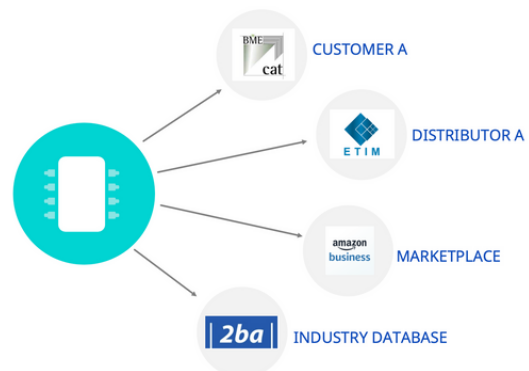 BME
cat
CUSTOMER A
ETIM
DISTRIBUTOR A
amazon
business
MARKETPLACE
2ba
INDUSTRY DATABASE